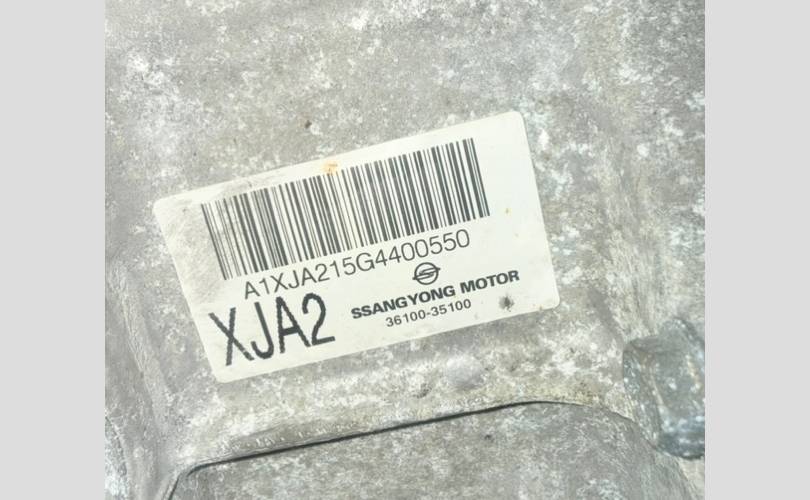 A1XJA215G4400550
XJA2
SSANGYONG MOTOR
36100-35100